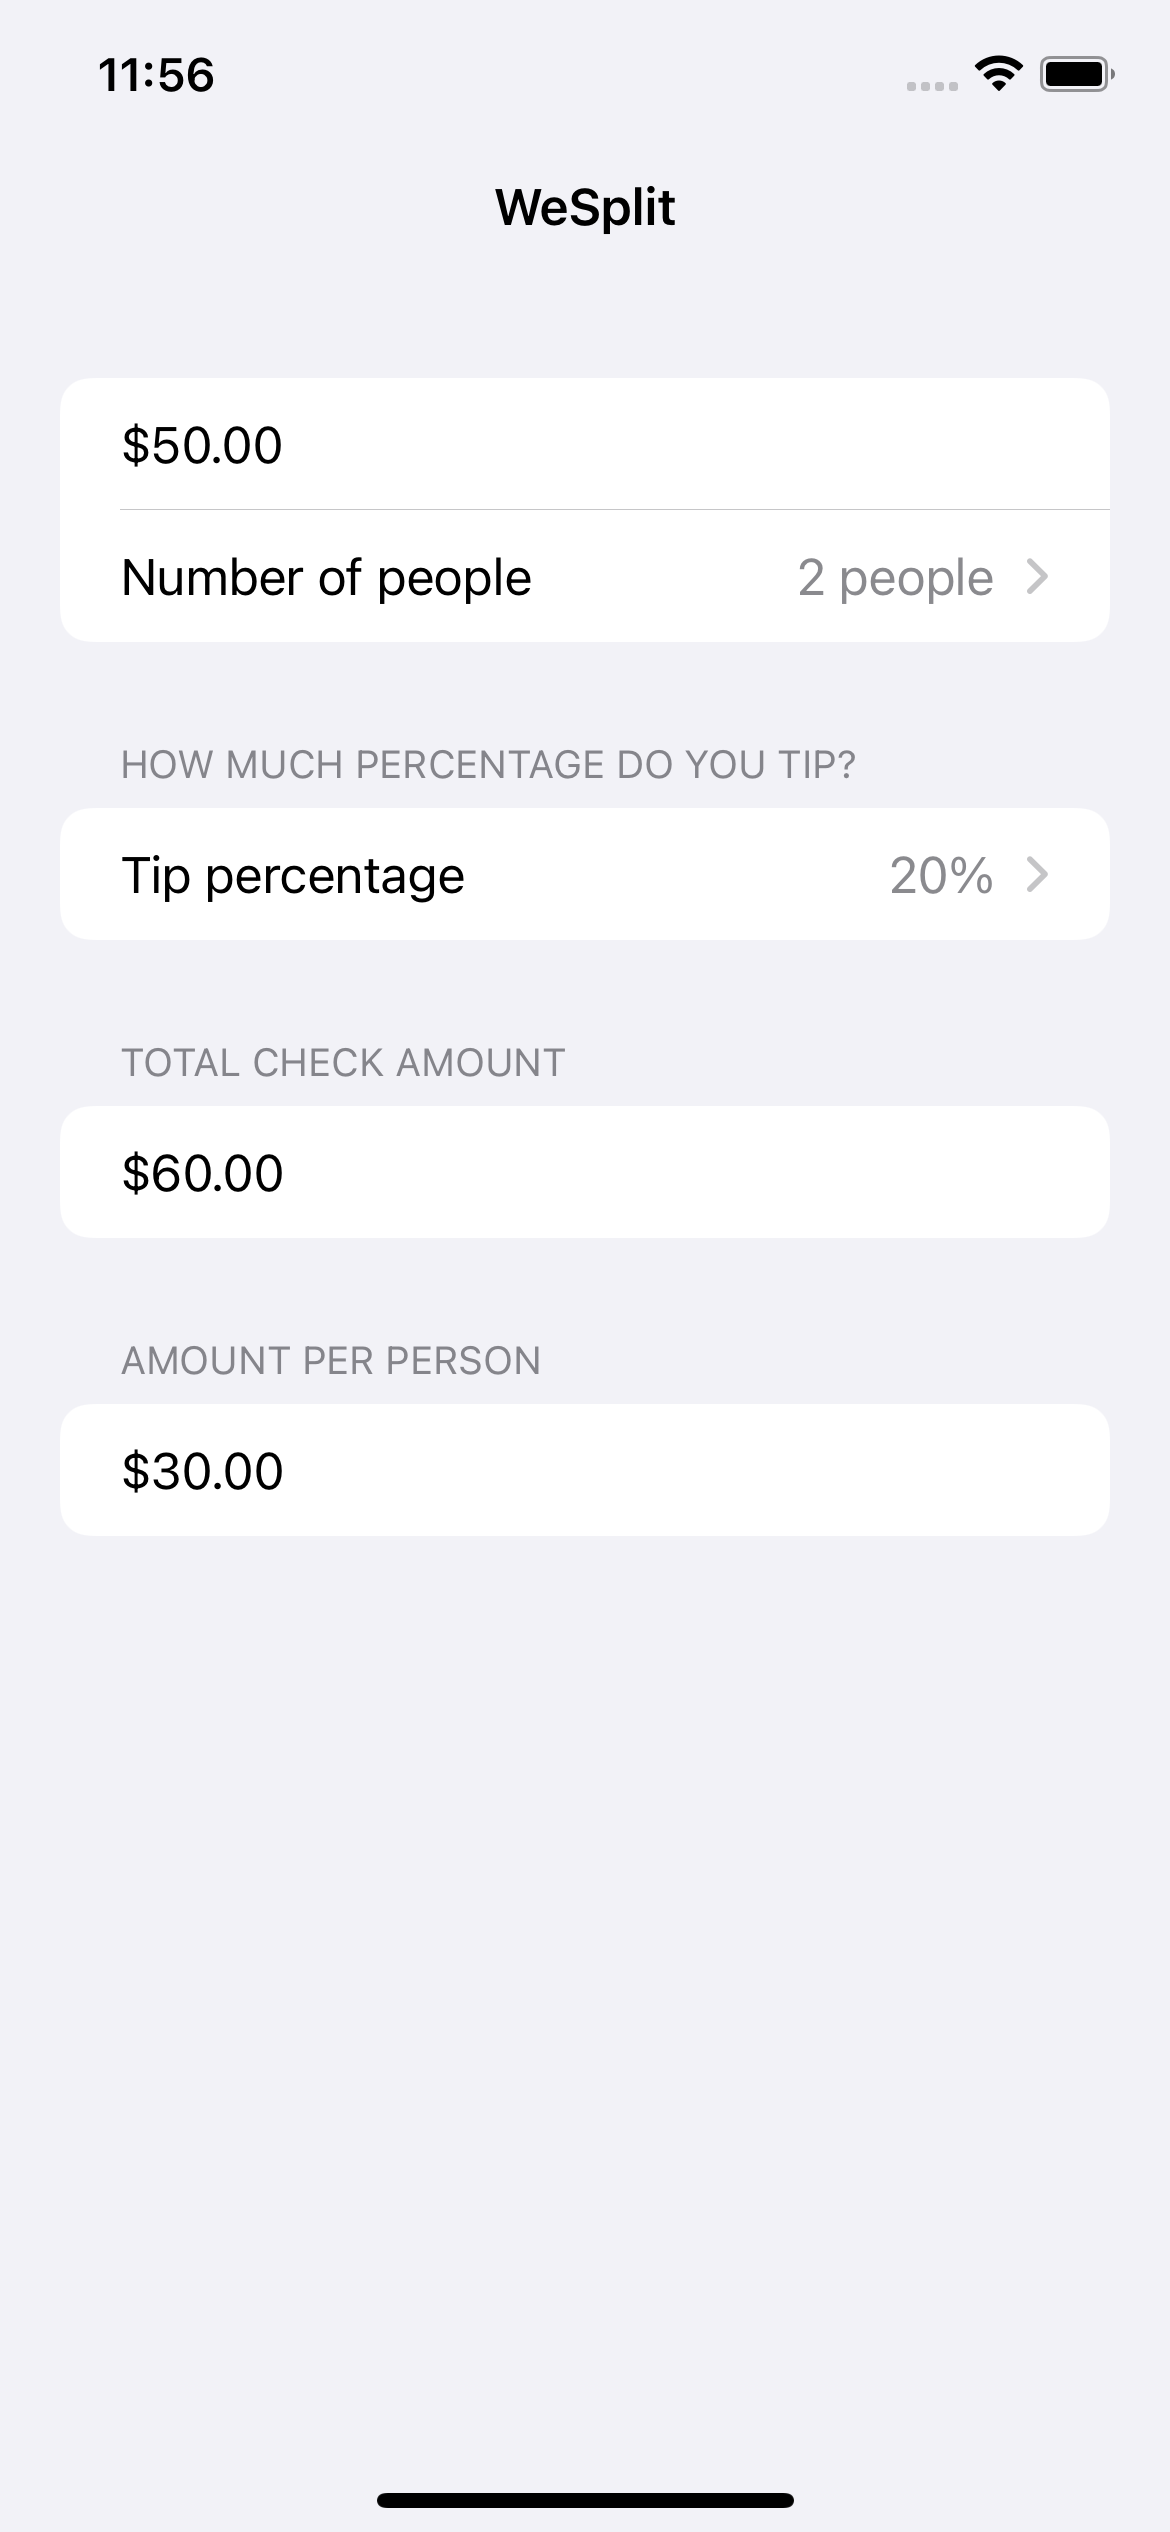 11:56
WeSplit
$50.00
Number of people 2 people
HOW MUCH PERCENTAGE DO YOU TIP?
Tip percentage 20%
TOTAL CHECK AMOUNT
$60.00
AMOUNT PER PERSON
$30.00